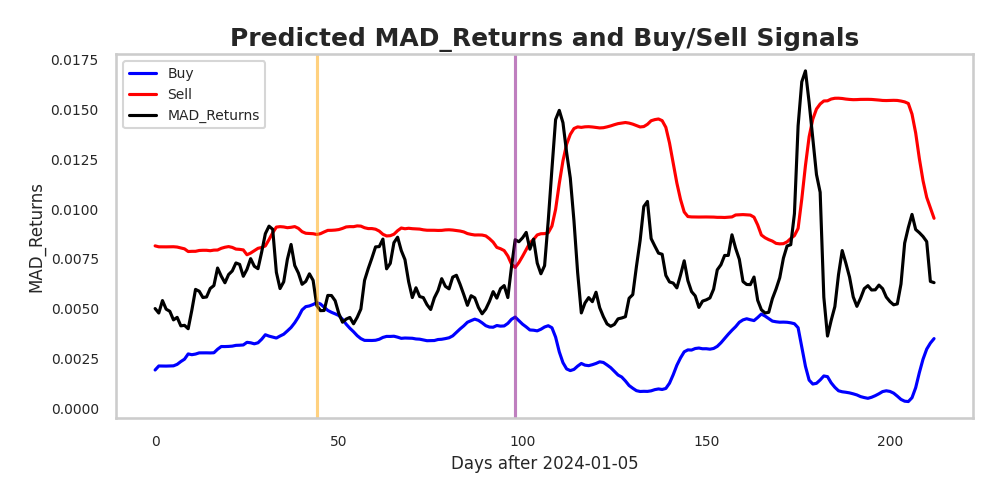 Predicted MAD_Returns and Buy/Sell Signals
Buy
Sell
MAD_Returns
MAD_Returns
0.0175
0.0150
0.0125
0.0100
0.0075
0.0050
0.0025
0.0000
0
50
100
150
200
Days after 2024-01-05